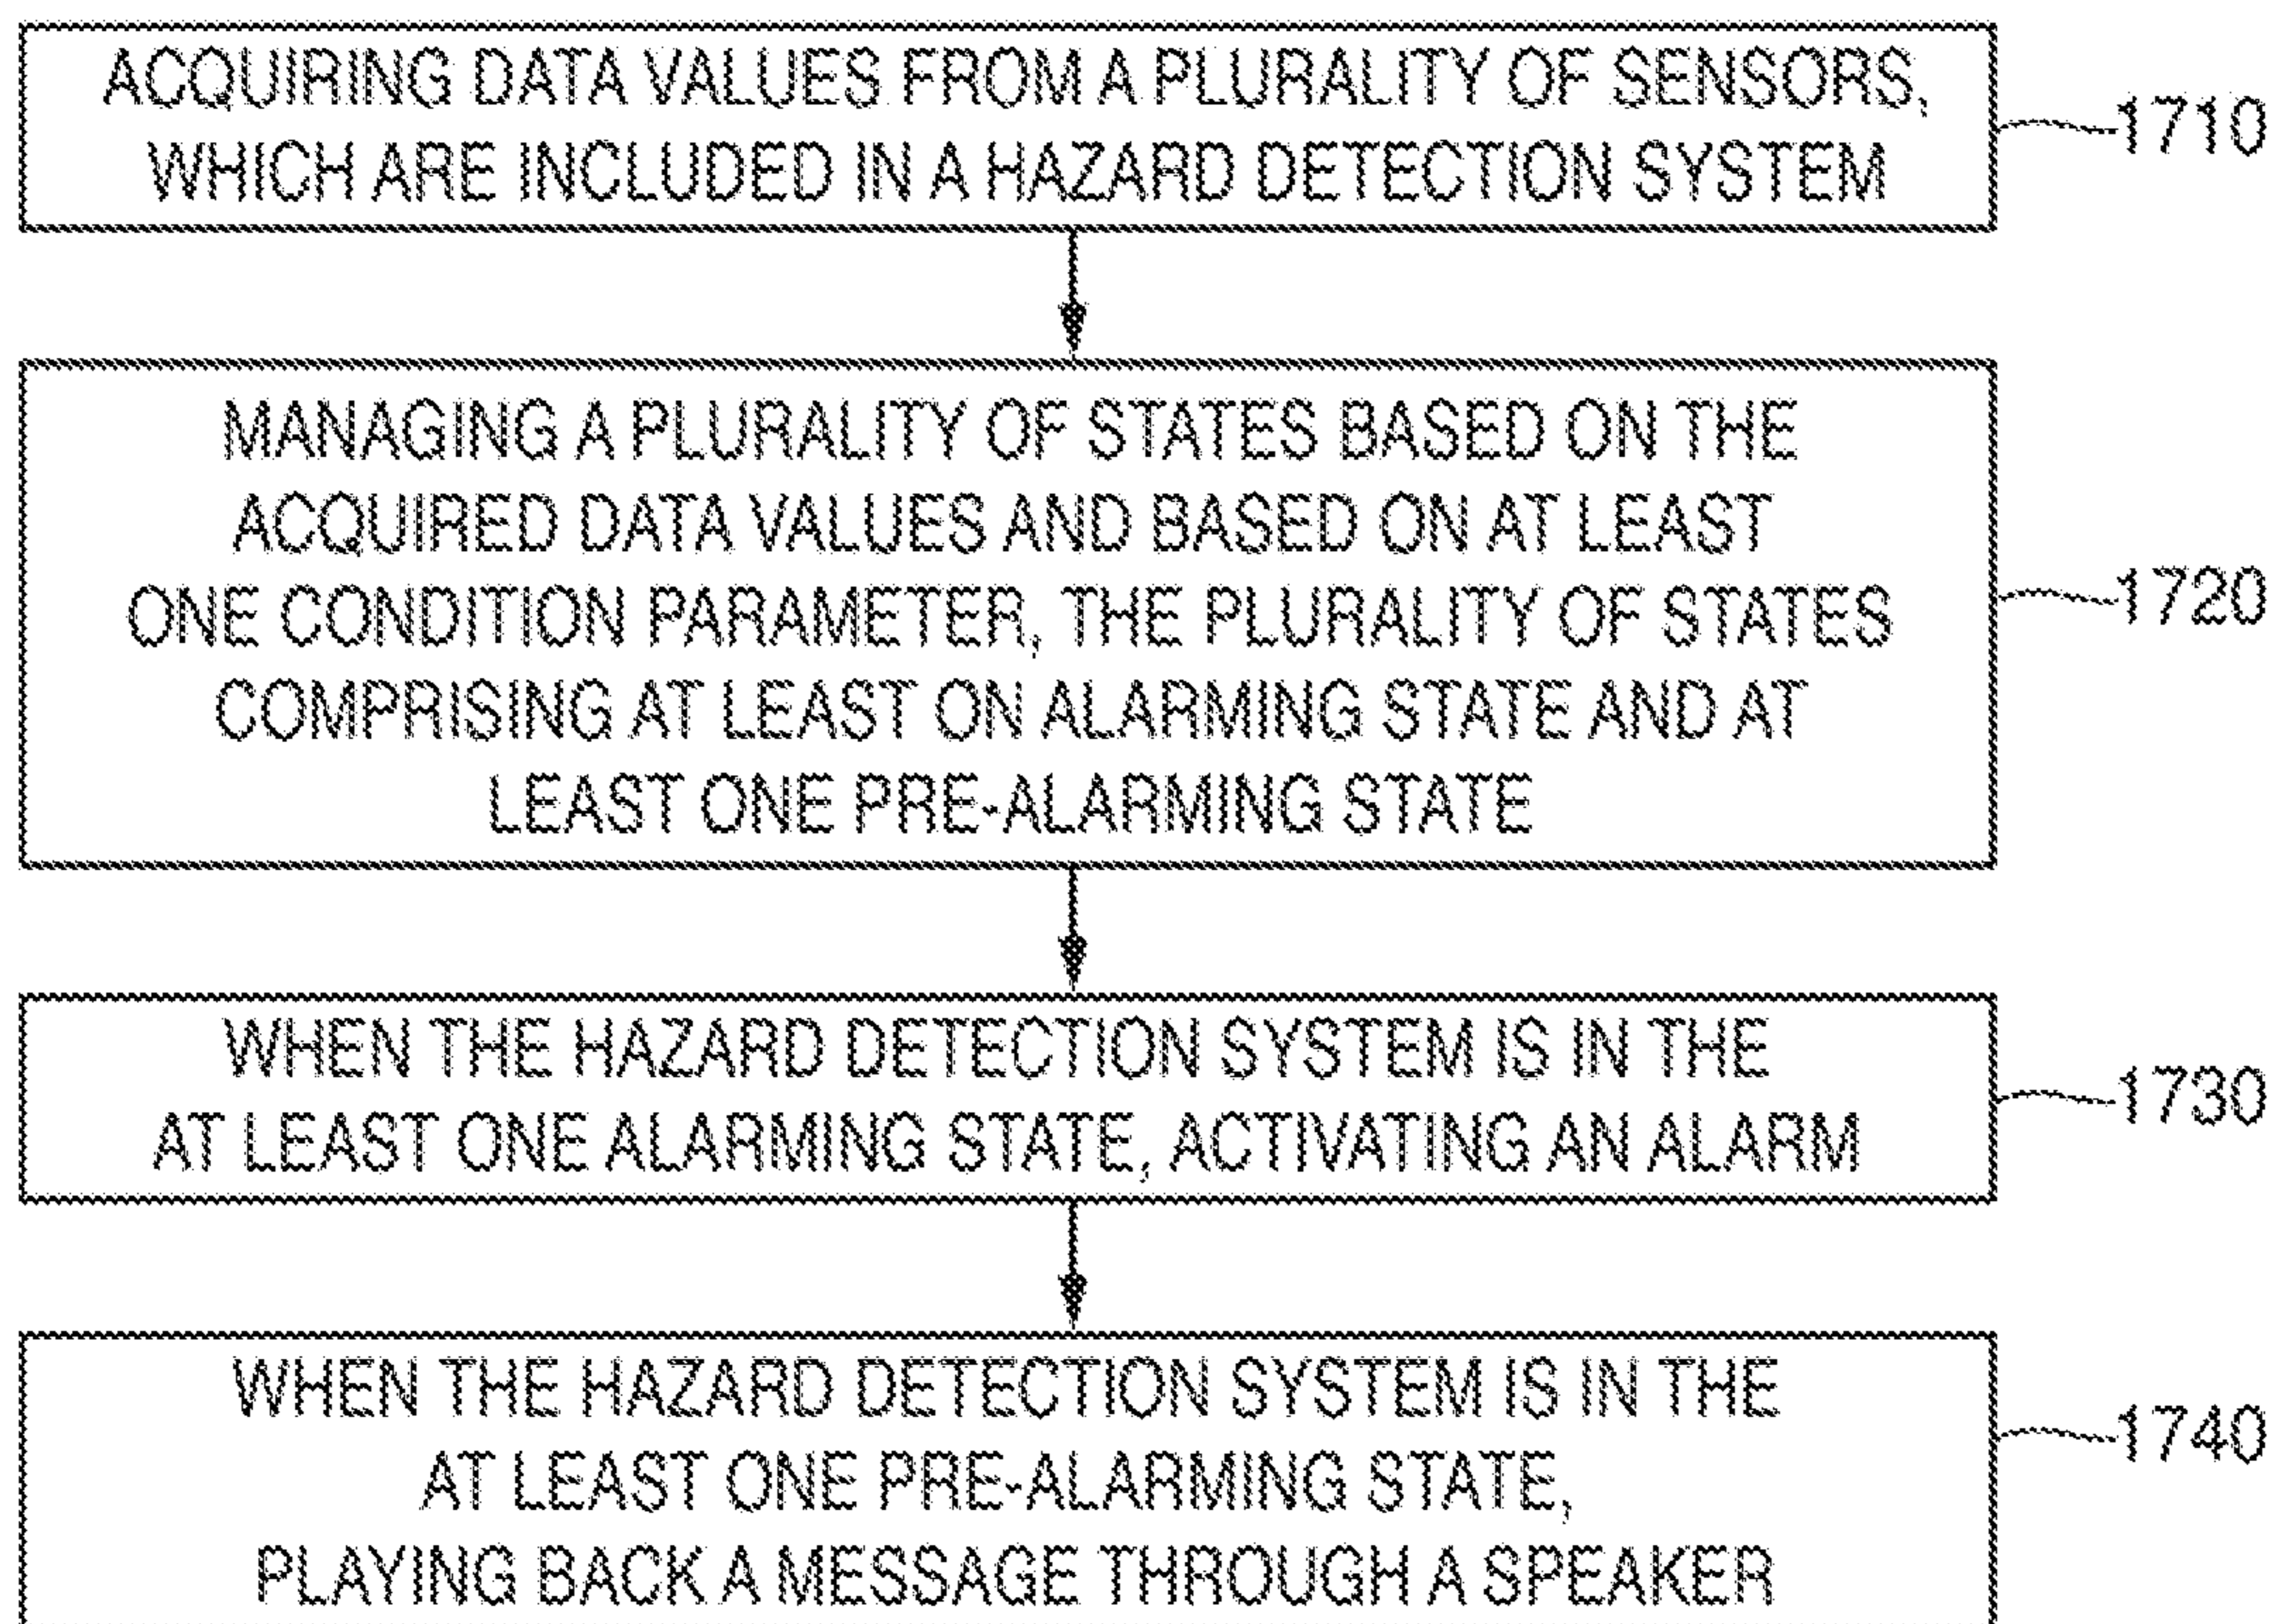 ACQUIRING DATA VALUES FROM A PLURALITY OF SENSORS,
WHICH ARE INCLUDED IN A HAZARD DETECTION SYSTEM
1710
MANAGING A PLURALITY OF STATES BASED ON THE
ACQUIRED DATA VALUES AND BASED ON AT LEAST
ONE CONDITION PARAMETER, THE PLURALITY OF STATES
COMPRISING AT LEAST ON ALARMING STATE AND AT
LEAST ONE PRE-ALARMING STATE
1720
WHEN THE HAZARD DETECTION SYSTEM IS IN THE
AT LEAST ONE ALARMING STATE, ACTIVATING AN ALARM
1730
WHEN THE HAZARD DETECTION SYSTEM IS IN THE
AT LEAST ONE PRE-ALARMING STATE,
PLAYING BACK A MESSAGE THROUGH A SPEAKER
1740